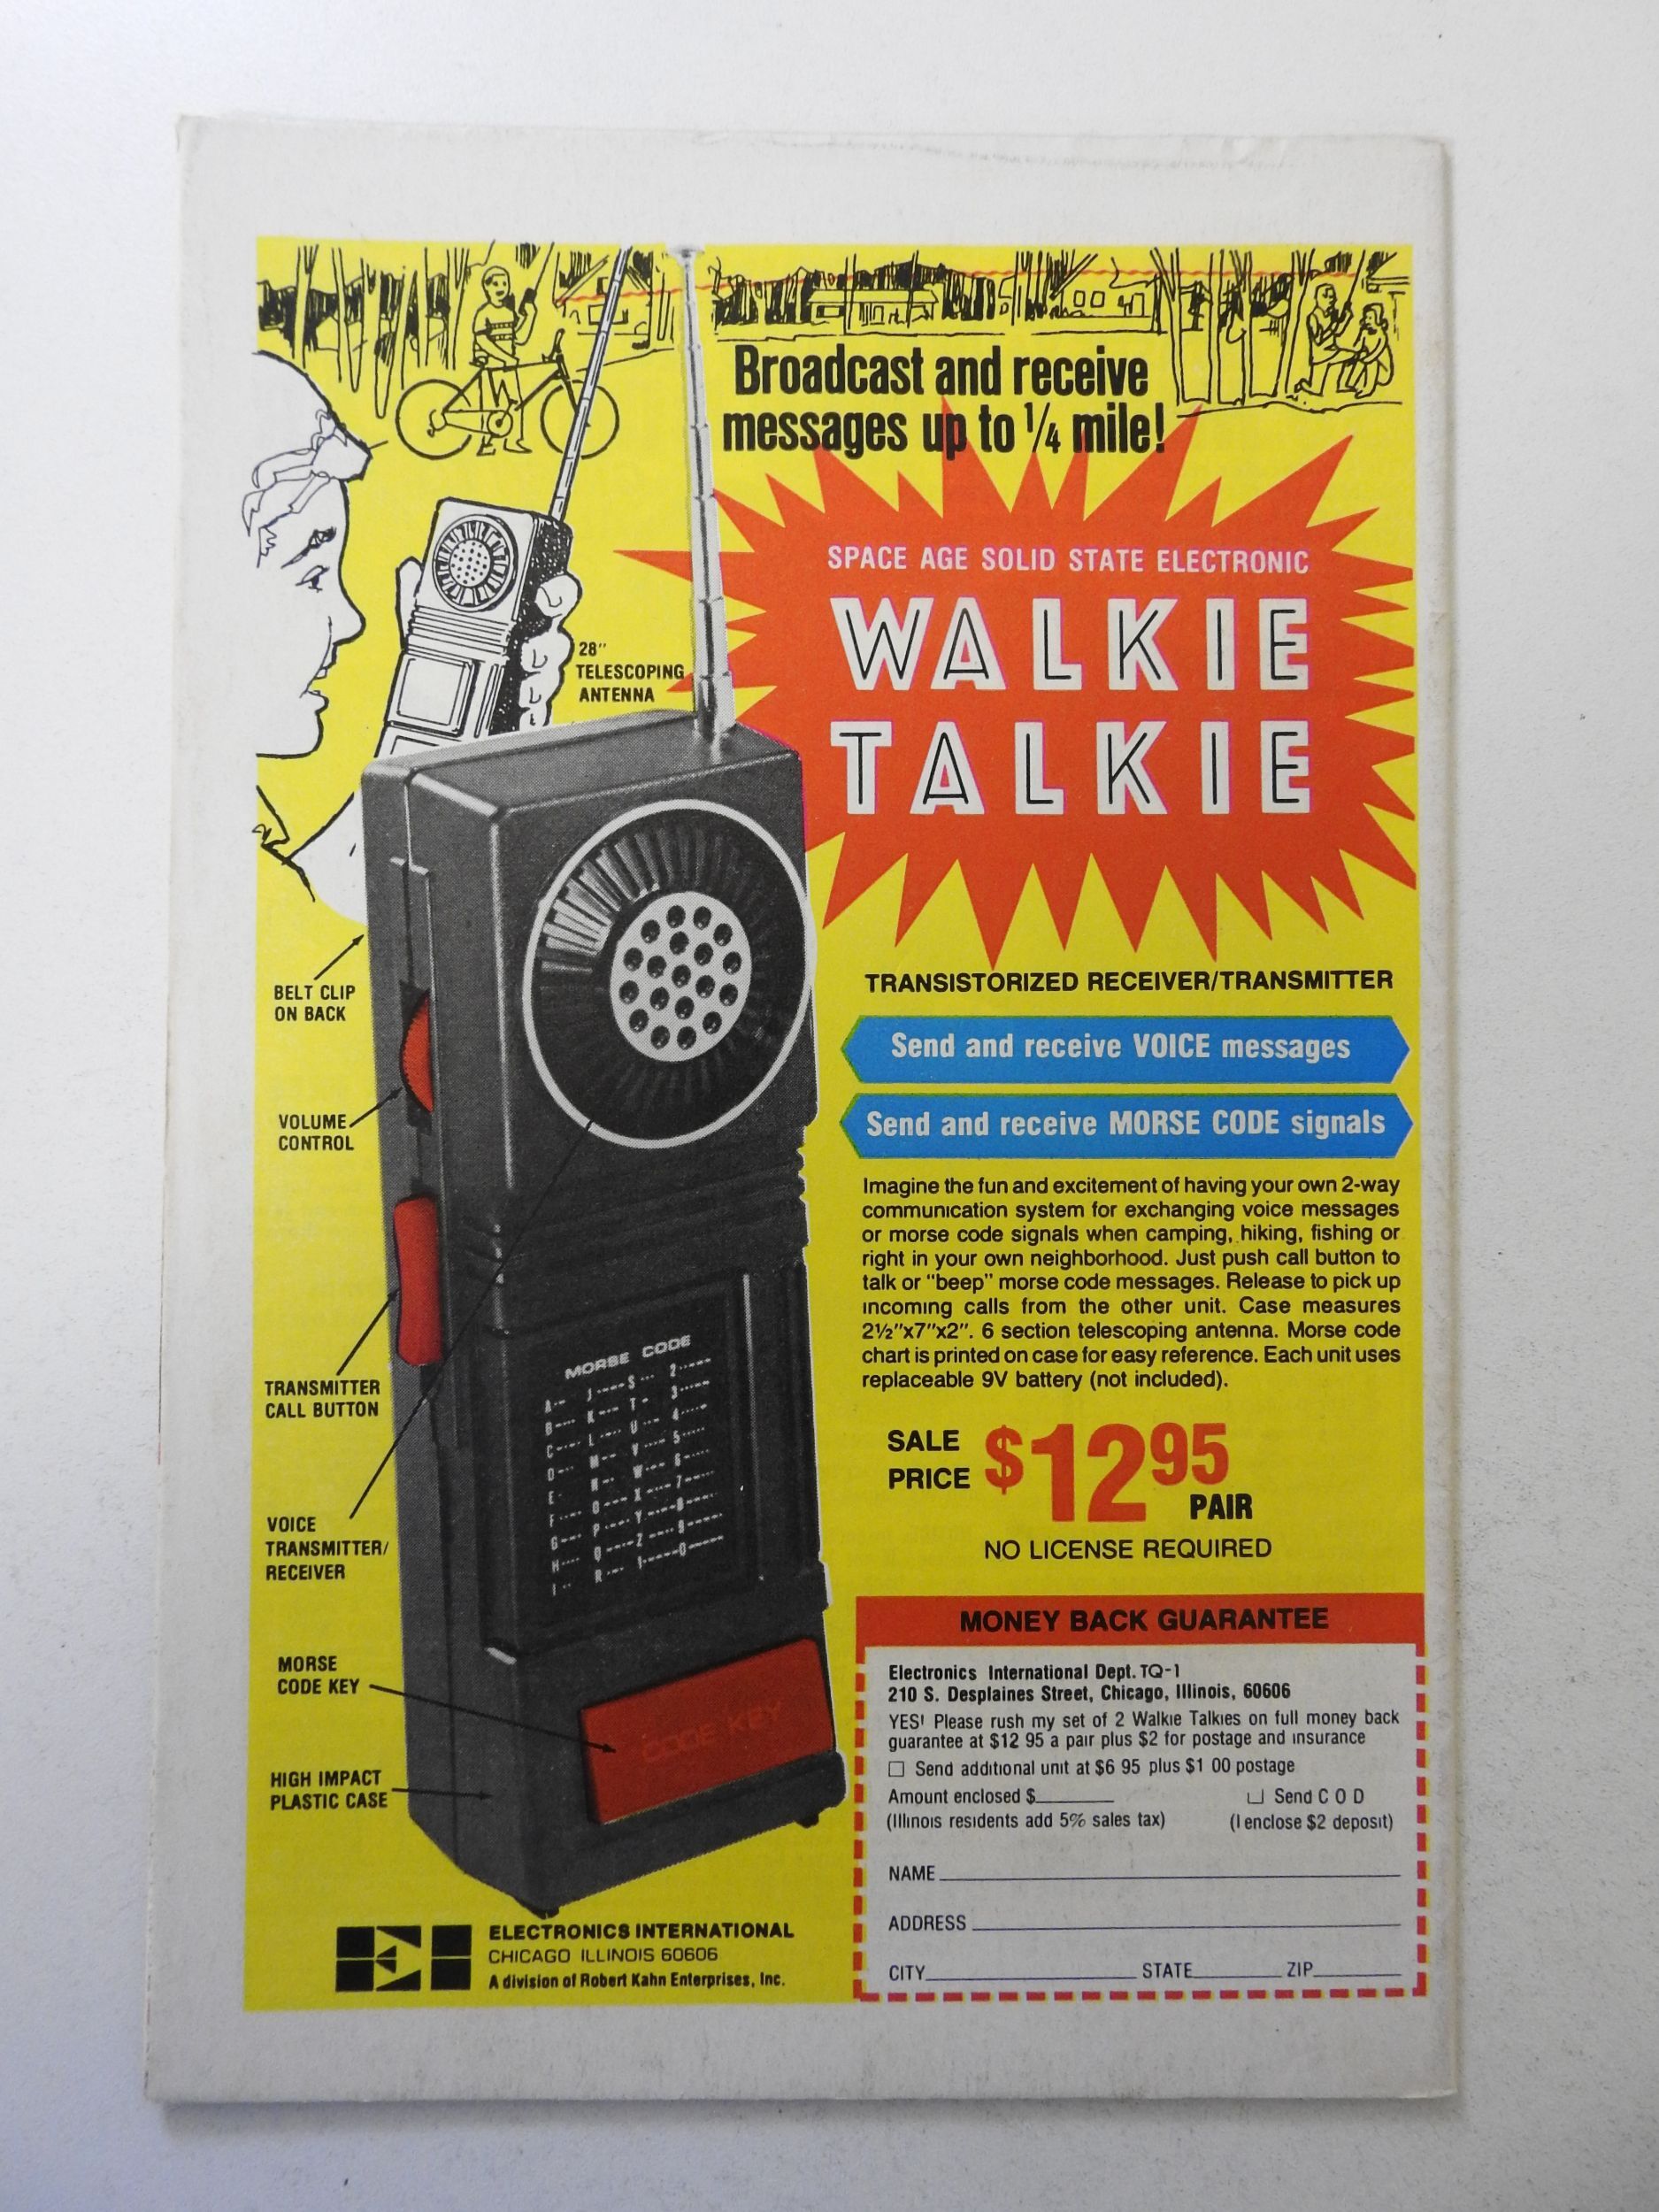 Broadcast and receive
messages up to ¼ mile!
SPACE AGE SOLID STATE ELECTRONIC
WALKIE
TALKIE
28"
TELESCOPING
ANTENNA
BELT CLIP
ON BACK
VOLUME
CONTROL
TRANSMITTER
CALL BUTTON
VOICE
TRANSMITTER/
RECEIVER
MORSE
CODE KEY
HIGH IMPACT
PLASTIC CASE
MORSE CODE
CODE KEY
TRANSISTORIZED RECEIVER/TRANSMITTER
Send and receive VOICE messages
Send and receive MORSE CODE signals
Imagine the fun and excitement of having your own 2-way
communication system for exchanging voice messages
or morse code signals when camping, hiking, fishing or
right in your own neighborhood. Just push call button to
talk or "beep" morse code messages. Release to pick up
incoming calls from the other unit. Case measures
2½"x7"x2". 6 section telescoping antenna. Morse code
chart is printed on case for easy reference. Each unit uses
replaceable 9V battery (not included).
SALE
PRICE $12 95
PAIR
NO LICENSE REQUIRED
MONEY BACK GUARANTEE
Electronics International Dept. TQ-1
210 S. Desplaines Street, Chicago, Illinois, 60606
YES! Please rush my set of 2 Walkie Talkies on full money back
guarantee at $12 95 a pair plus $2 for postage and insurance
Send additional unit at $6 95 plus $1 00 postage
Amount enclosed $ Send C O D
(Illinois residents add 5% sales tax) (I enclose $2 deposit)
NAME
ADDRESS
CITY STATE ZIP
ELECTRONICS INTERNATIONAL
CHICAGO ILLINOIS 60606
A division of Robert Kahn Enterprises, Inc.